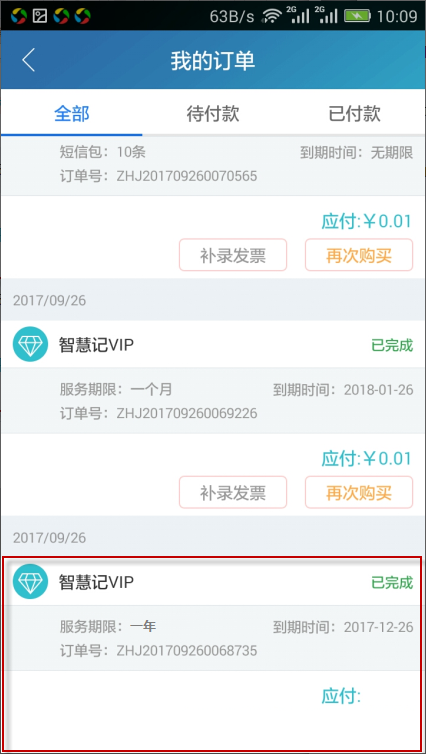 63B/s 2G 2G 10:09
我的订单
全部 待付款 已付款
短信包：10条 到期时间：无期限
订单号：ZHJ201709260070565
应付:￥0.01
补录发票 再次购买
2017/09/26
智慧记VIP 已完成
服务期限：一个月 到期时间：2018-01-26
订单号：ZHJ201709260069226
应付:￥0.01
补录发票 再次购买
2017/09/26
智慧记VIP 已完成
服务期限：一年 到期时间：2017-12-26
订单号：ZHJ201709260068735
应付: